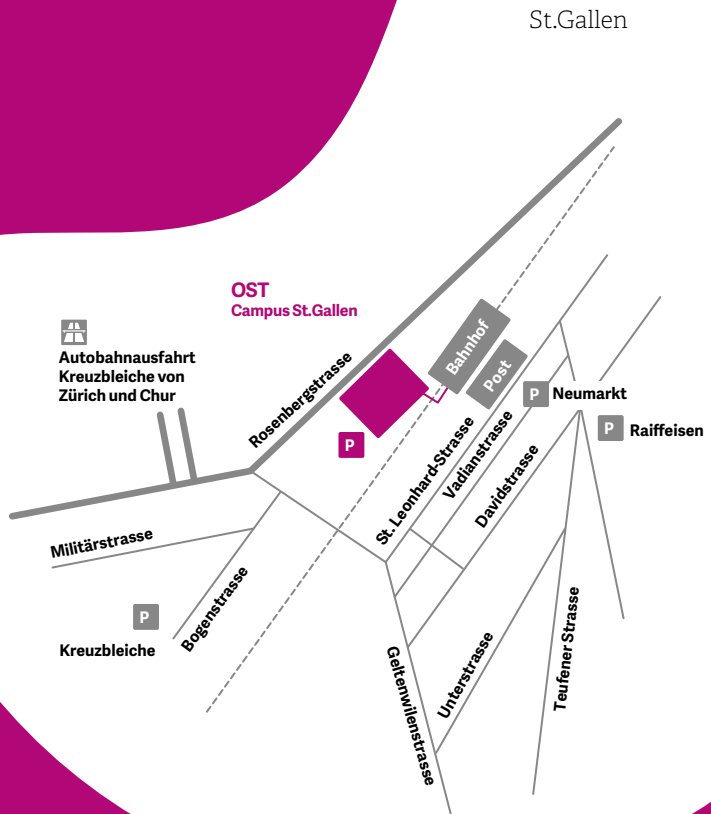 St.Gallen
OST
Campus St.Gallen
Autobahnausfahrt
Kreuzbleiche von
Zürich und Chur
Rosenbergstrasse
Bahnhof
Post
P
Neumarkt
P
Raiffeisen
P
St. Leonhard-Strasse
Vadianstrasse
Davidstrasse
Militärstrasse
Bogenstrasse
P
Kreuzbleiche
Geltenwilenstrasse
Unterstrasse
Teufener Strasse